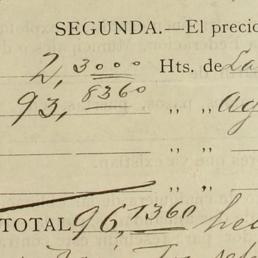 SEGUNDA.—El precio
2,3000 Hts. de La
93,8360 „ „ Ag
„ „
„ „
TOTAL 96,1360 hec